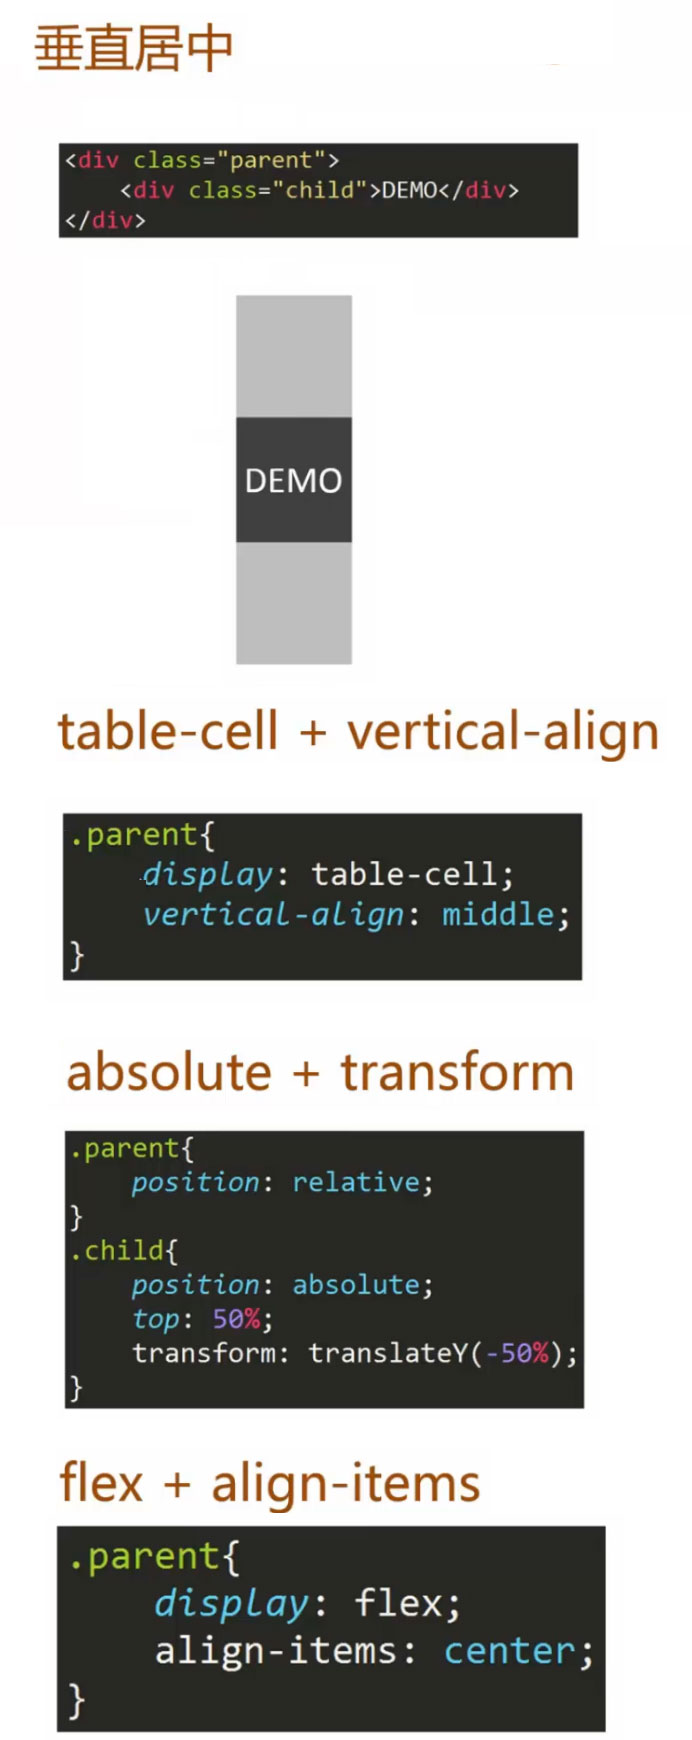 垂直居中
<div class="parent">
    <div class="child">DEMO</div>
</div>
DEMO
table-cell + vertical-align
.parent{
    display: table-cell;
    vertical-align: middle;
}
absolute + transform
.parent{
    position: relative;
}
.child{
    position: absolute;
    top: 50%;
    transform: translateY(-50%);
}
flex + align-items
.parent{
    display: flex;
    align-items: center;
}